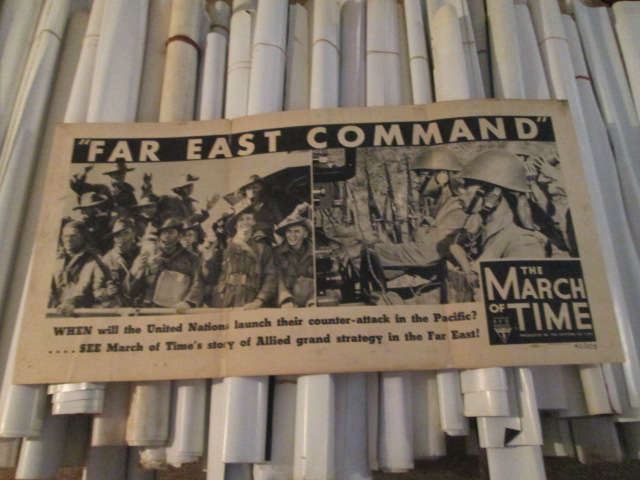 "FAR EAST COMMAND"
THE
MARCH
OF TIME
WHEN will the United Nations launch their counter-attack in the Pacific?
.... SEE March of Time's story of Allied grand strategy in the Far East!